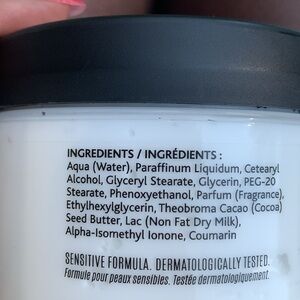 INGREDIENTS / INGRÉDIENTS :
Aqua (Water), Paraffinum Liquidum, Cetearyl
Alcohol, Glyceryl Stearate, Glycerin, PEG-20
Stearate, Phenoxyethanol, Parfum (Fragrance),
Ethylhexylglycerin, Theobroma Cacao (Cocoa)
Seed Butter, Lac (Non Fat Dry Milk),
Alpha-Isomethyl Ionone, Coumarin
SENSITIVE FORMULA. DERMATOLOGICALLY TESTED.
Formule pour peaux sensibles. Testée dermatologiquement.